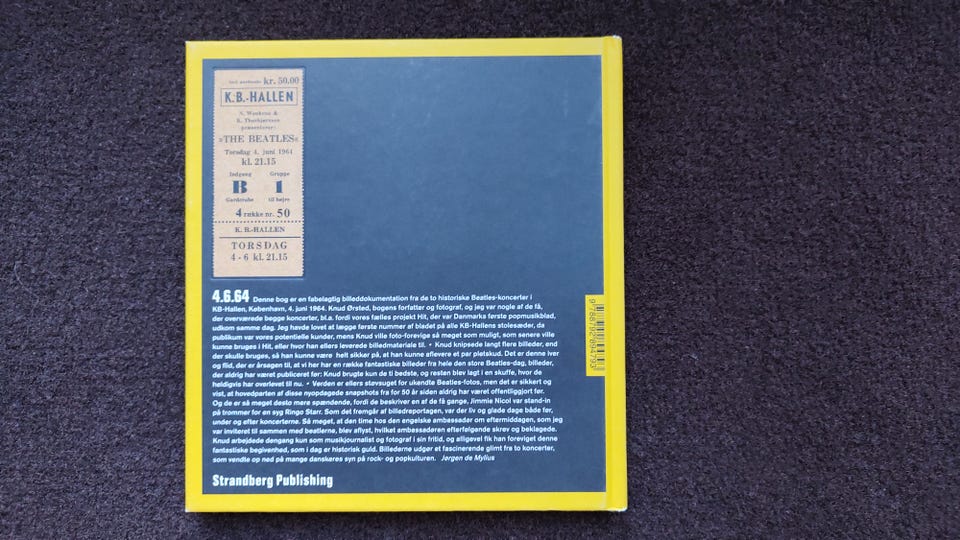 kr. 50.00
K.B.-HALLEN
N. Wenkens &
K. Thorbjørnsen
præsenterer:
»THE BEATLES«
Torsdag 4. juni 1964
kl. 21.15
Indgang Gruppe
B 1
Garderobe til højre
4 række nr. 50
K. B.-HALLEN
TORSDAG
4 - 6 kl. 21.15
4.6.64 Denne bog er en fabelagtig billeddokumentation fra de to historiske Beatles-koncerter i
KB-Hallen, København, 4. juni 1964. Knud Ørsted, bogens forfatter og fotograf, og jeg var nogle af de få,
der overværede begge koncerter, bl.a. fordi vores fælles projekt Hit, der var Danmarks første popmusikblad,
udkom samme dag. Jeg havde lovet at lægge første nummer af bladet på alle KB-Hallens stolesæder, da
publikum var vores potentielle kunder, mens Knud ville foto-forevige så meget som muligt, som senere ville
kunne bruges i Hit, eller hvor han ellers leverede billedmateriale til. • Knud knipsede langt flere billeder, end
der skulle bruges, så han kunne være helt sikker på, at han kunne aflevere et par pletskud. Det er denne iver
og flid, der er årsagen til, at vi her har en række fantastiske billeder fra hele den store Beatles-dag, billeder,
der aldrig har været publiceret før: Knud brugte kun de ti bedste, og resten blev lagt i en skuffe, hvor de
heldigvis har overlevet til nu. • Verden er ellers støvsuget for ukendte Beatles-fotos, men det er sikkert og
vist, at hovedparten af disse nyopdagede snapshots fra for 50 år siden aldrig har været offentliggjort før.
Og de er så meget desto mere spændende, fordi de beskriver en af de få gange, Jimmie Nicol var stand-in
på trommer for en syg Ringo Starr. Som det fremgår af billedreportagen, var der liv og glade dage både før,
under og efter koncerterne. Så meget, at den time hos den engelske ambassadør om eftermiddagen, som jeg
var inviteret til sammen med beatlerne, blev aflyst, hvilket ambassadøren efterfølgende skrev og beklagede.
Knud arbejdede dengang kun som musikjournalist og fotograf i sin fritid, og alligevel fik han foreviget denne
fantastiske begivenhed, som i dag er historisk guld. Billederne udgør et fascinerende glimt fra to koncerter,
som vendte op ned på mange danskeres syn på rock- og popkulturen. Jørgen de Mylius
Strandberg Publishing
9 788792 894793